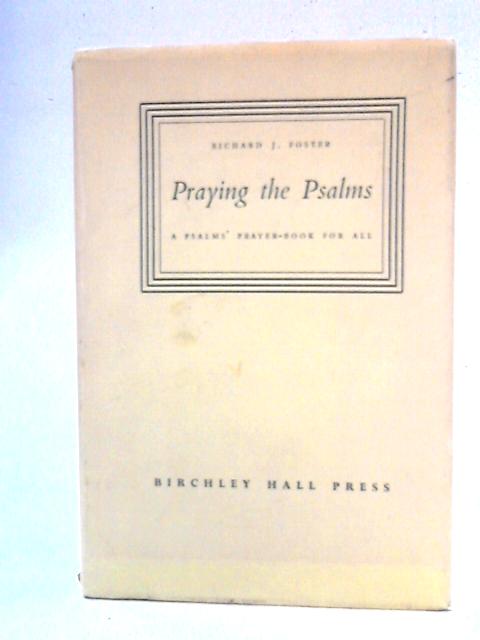 RICHARD J. FOSTER
Praying the Psalms
A PSALMS' PRAYER-BOOK FOR ALL
BIRCHLEY HALL PRESS